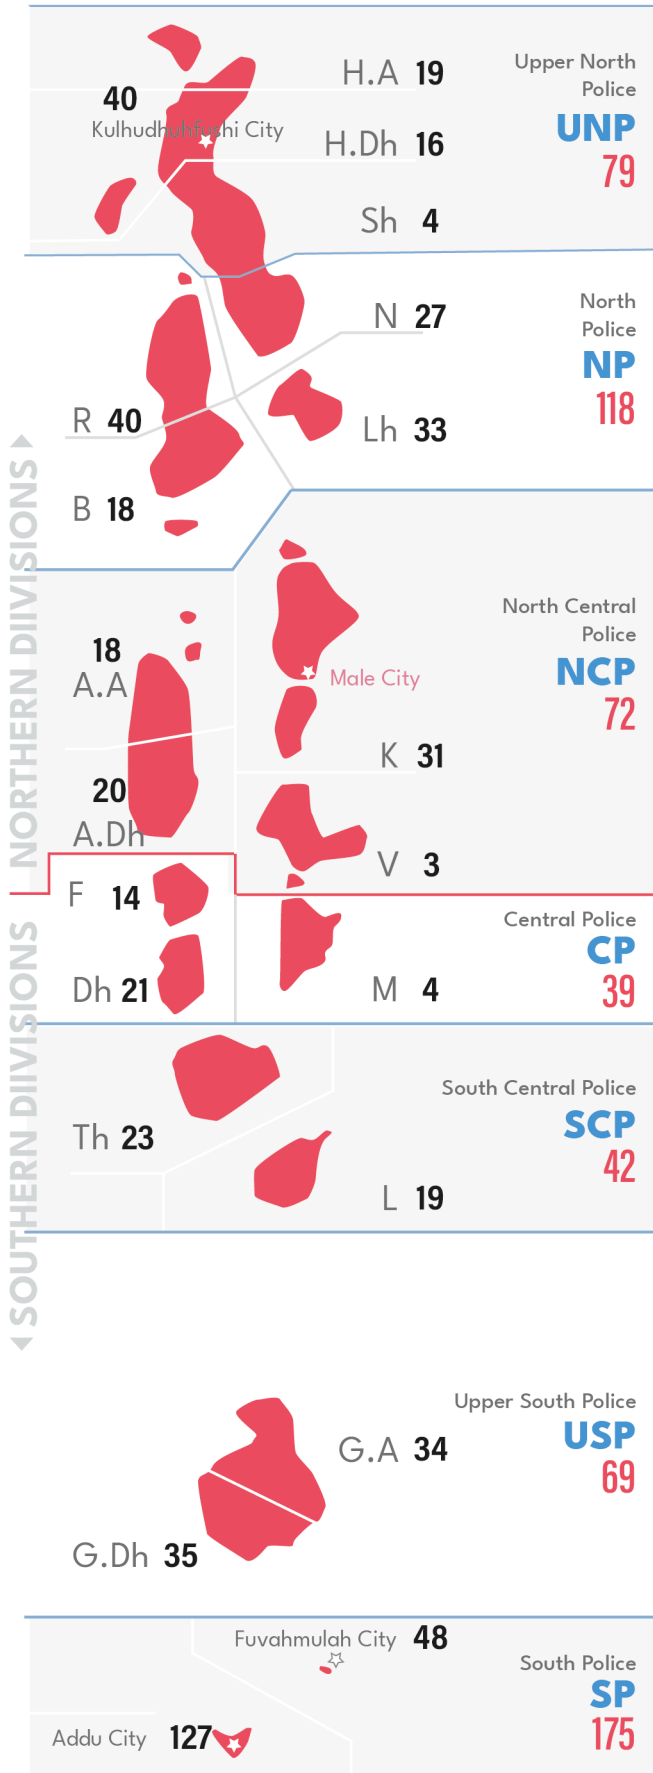 H.A 19
Upper North
Police
UNP
79
40
Kulhudhuhfushi City
H.Dh 16
Sh 4
N 27
North
Police
NP
118
R 40
Lh 33
B 18
NORTHERN DIIVISIONS
North Central
Police
NCP
72
18
A.A
Male City
K 31
20
A.Dh
V 3
F 14
Central Police
CP
39
Dh 21
M 4
SOUTHERN DIIVISIONS
South Central Police
SCP
42
Th 23
L 19
Upper South Police
USP
69
G.A 34
G.Dh 35
Fuvahmulah City 48
South Police
SP
175
Addu City 127